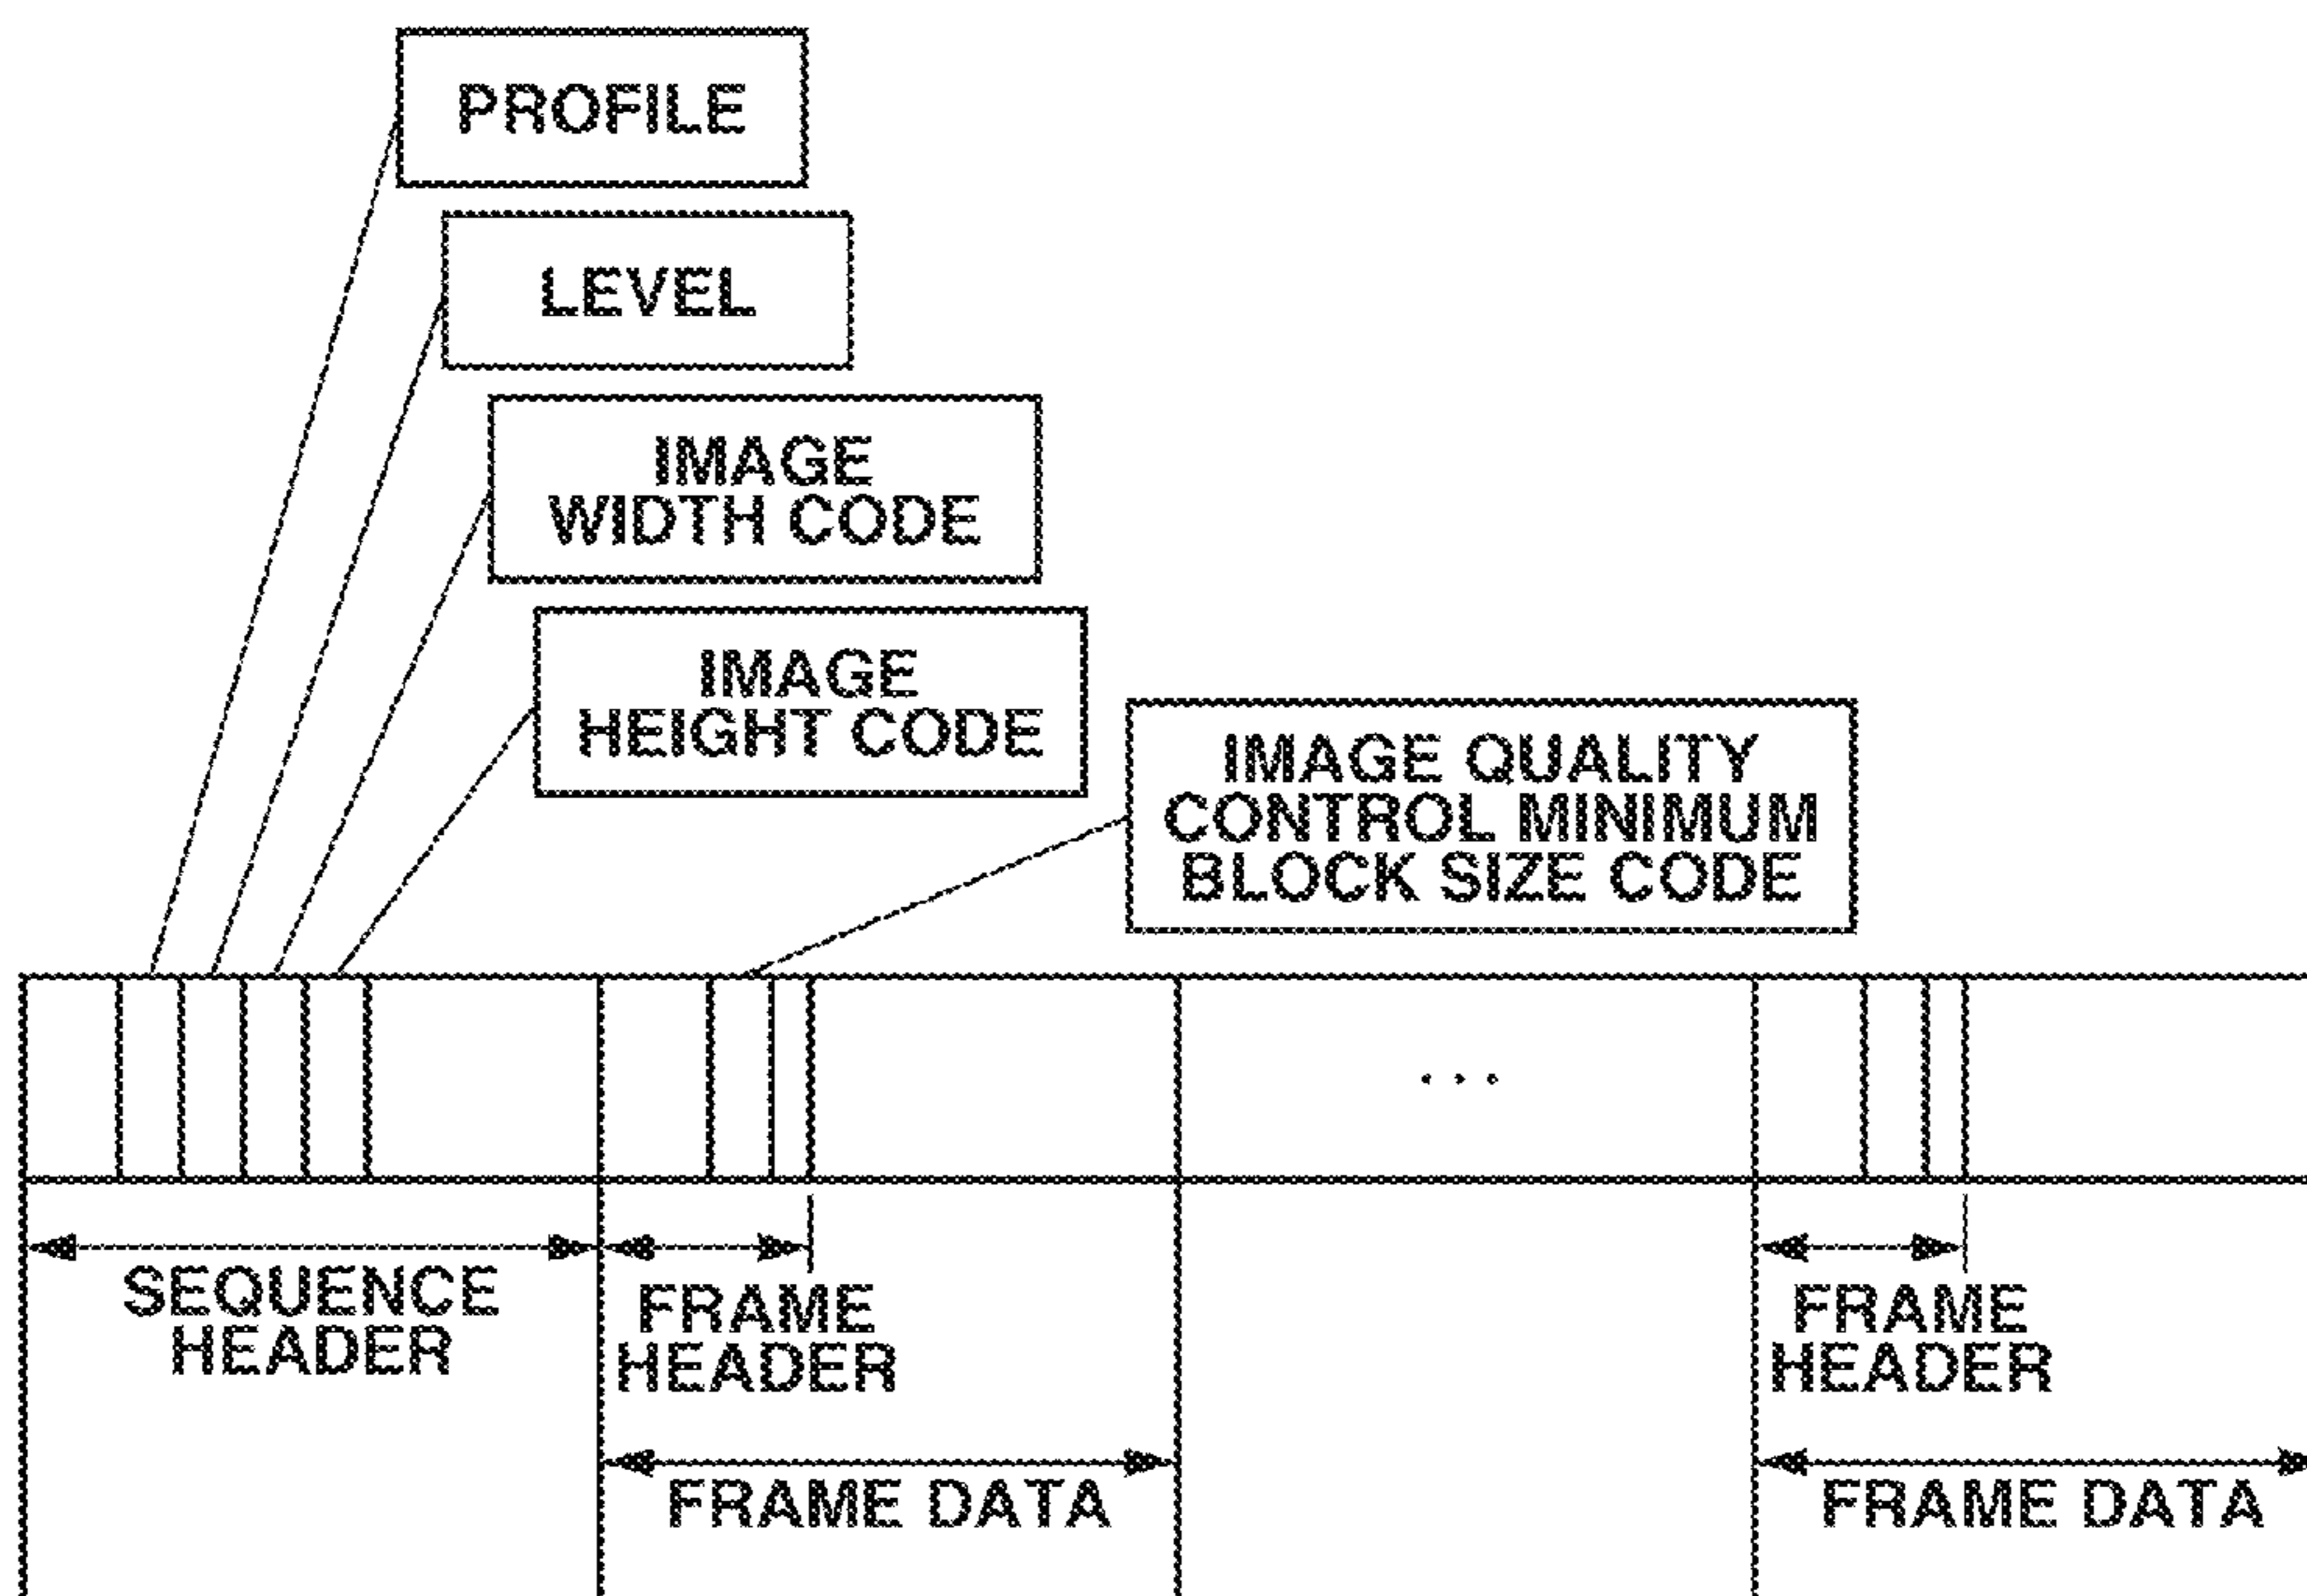 PROFILE
LEVEL
IMAGE
WIDTH CODE
IMAGE
HEIGHT CODE
IMAGE QUALITY
CONTROL MINIMUM
BLOCK SIZE CODE
...
SEQUENCE
HEADER
FRAME
HEADER
FRAME
HEADER
FRAME DATA
FRAME DATA